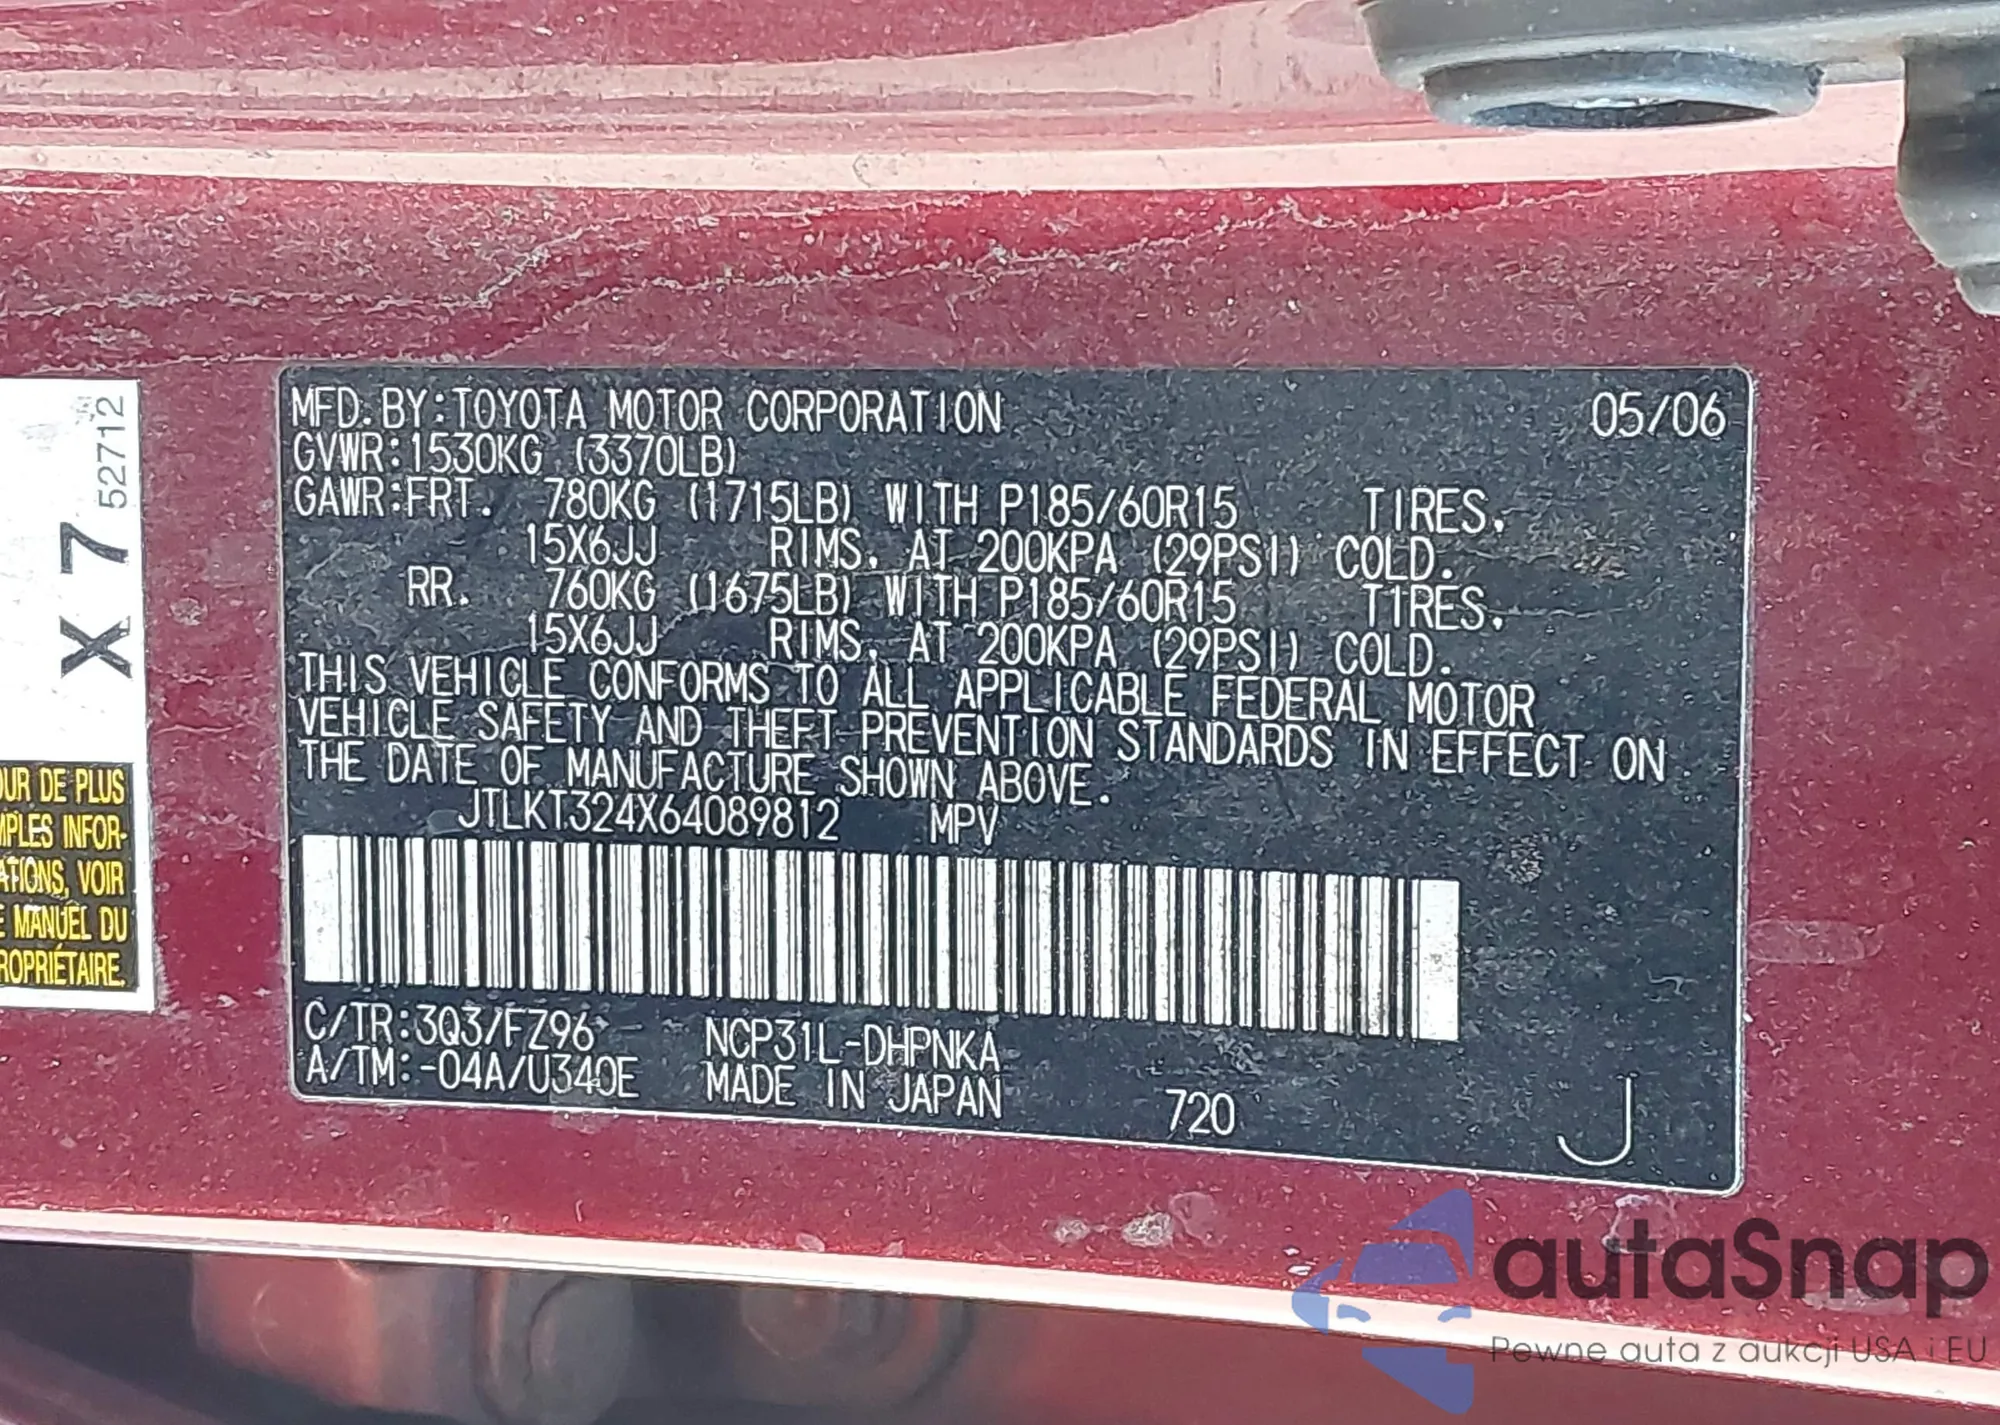 MFD. BY: TOYOTA MOTOR CORPORATION 05/06
GVWR: 1530KG (3370LB)
GAWR: FRT. 780KG (1715LB) WITH P185/60R15 TIRES,
15X6JJ RIMS, AT 200KPA (29PSI) COLD.
RR. 760KG (1675LB) WITH P185/60R15 TIRES,
15X6JJ RIMS, AT 200KPA (29PSI) COLD.
THIS VEHICLE CONFORMS TO ALL APPLICABLE FEDERAL MOTOR
VEHICLE SAFETY AND THEFT PREVENTION STANDARDS IN EFFECT ON
THE DATE OF MANUFACTURE SHOWN ABOVE.
JTLKT324X64089812 MPV
C/TR: 3Q3/FZ96 NCP31L-DHPNKA
A/TM: -04A/U340E MADE IN JAPAN 720 J
X 7 52712
OUR DE PLUS
MPLES INFOR-
ATIONS, VOIR
E MANUEL DU
ROPRIÉTAIRE.
autaSnap
Pewne auta z aukcji USA i EU